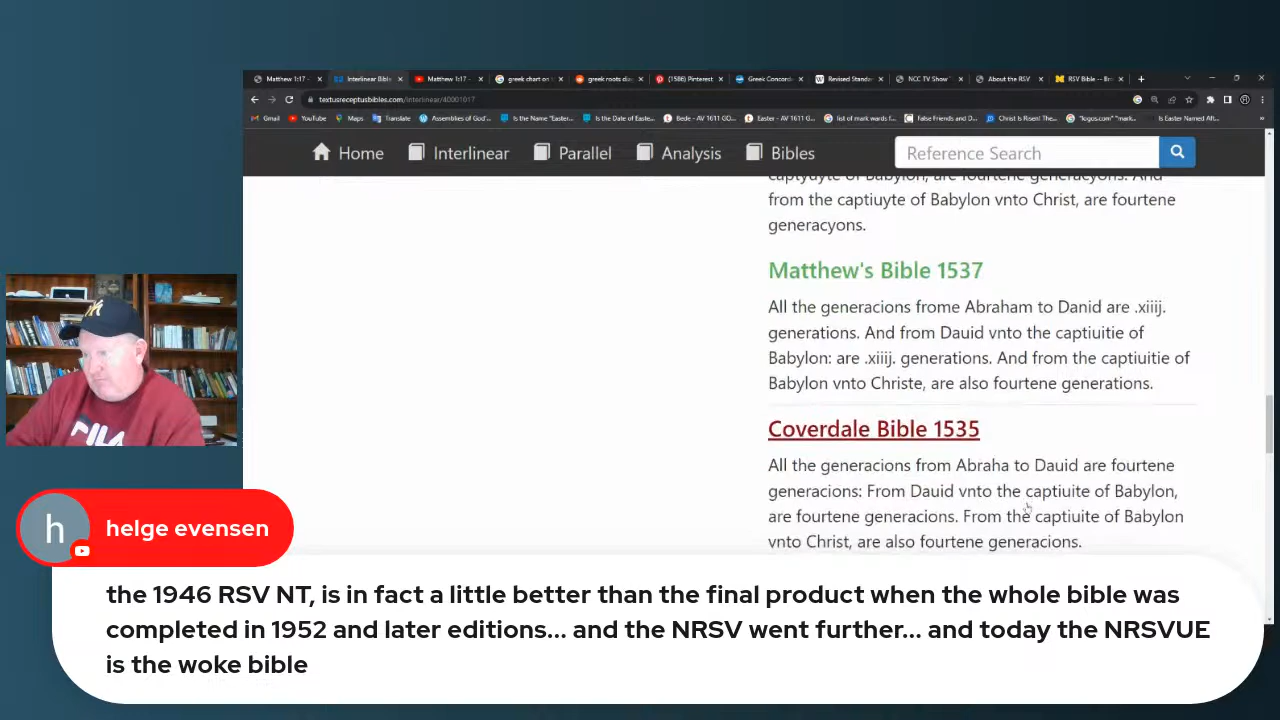 Matthew 1:17 -
Interlinear Bible
Matthew 1:17 -
greek chart on
greek roots dia
(1586) Pinterest
Greek Concord
Revised Standar
NCC TV Show
About the RSV
RSV Bible -- Br
textusreceptusbibles.com/Interlinear/40001017
Gmail
YouTube
Maps
Translate
Assemblies of God'...
Is the Name "Easter...
Is the Date of Easte...
Bede - AV 1611 GO...
Easter - AV 1611 G...
list of mark wards f...
False Friends and D...
Christ Is Risen! The...
"logos.com" "mark...
Is Easter Named Aft...
Home
Interlinear
Parallel
Analysis
Bibles
Reference Search
captyuyte of Babylon, are fourtene generacyons. And
from the captiuyte of Babylon vnto Christ, are fourtene
generacyons.
Matthew's Bible 1537
All the generacions frome Abraham to Danid are .xiiij.
generations. And from Dauid vnto the captiuitie of
Babylon: are .xiiij. generations. And from the captiuitie of
Babylon vnto Christe, are also fourtene generations.
Coverdale Bible 1535
All the generacions from Abraha to Dauid are fourtene
generacions: From Dauid vnto the captiuite of Babylon,
are fourtene generacions. From the captiuite of Babylon
vnto Christ, are also fourtene generacions.
FILA
h
helge evensen
the 1946 RSV NT, is in fact a little better than the final product when the whole bible was
completed in 1952 and later editions... and the NRSV went further... and today the NRSVUE
is the woke bible